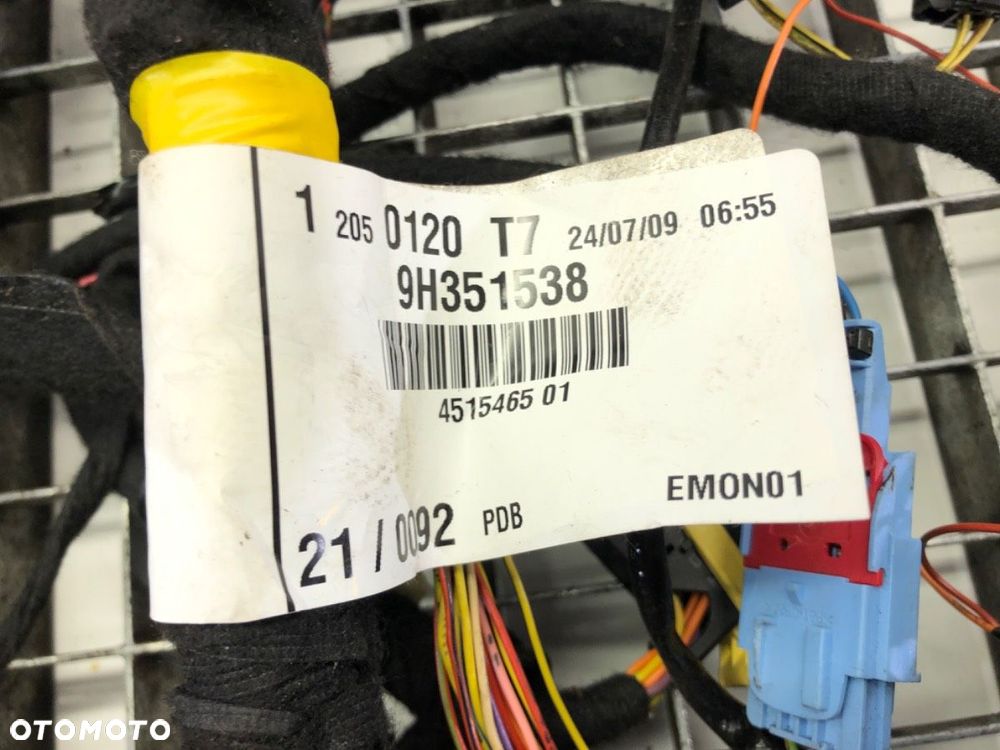 1 205 0120 T7 24/07/09 06:55
9H351538
4515465 01
EMON01
21/0092 PDB
OTOMOTO